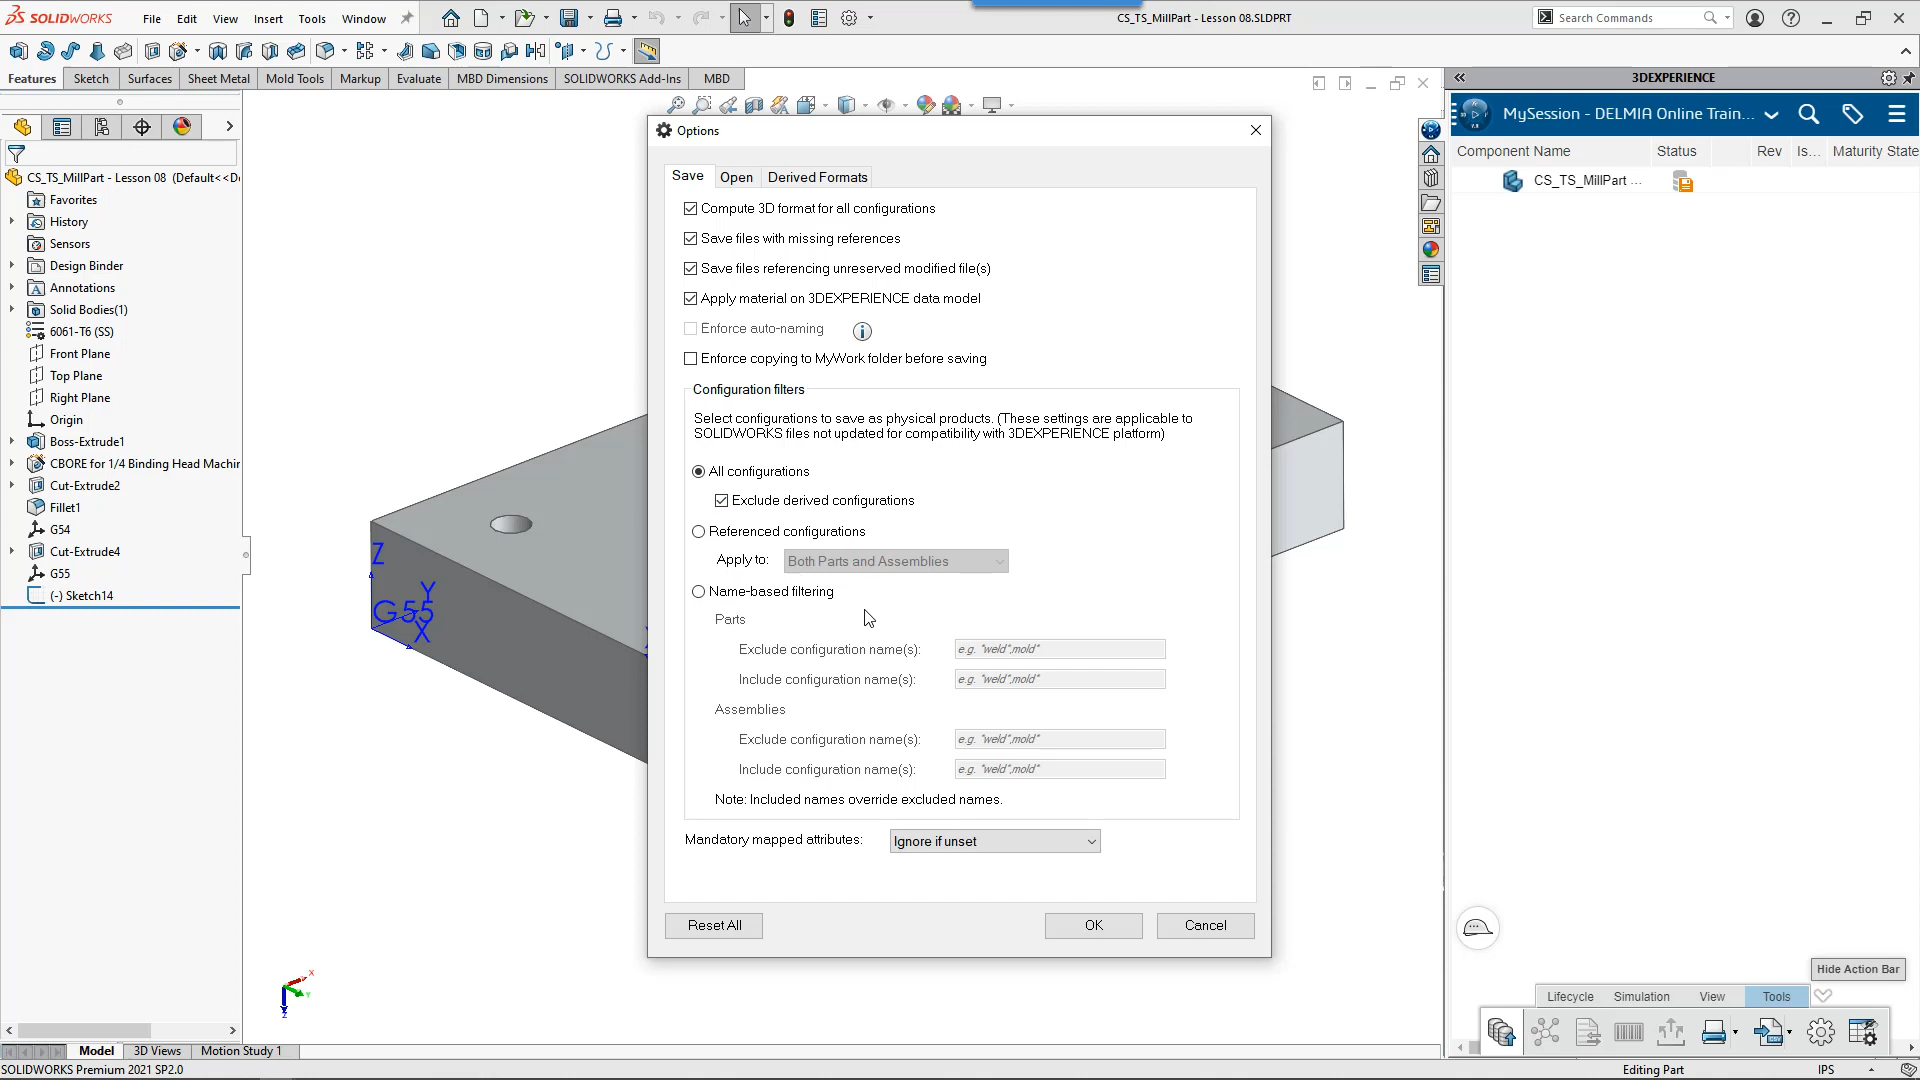 SOLIDWORKS
File Edit View Insert Tools Window
CS_TS_MillPart - Lesson 08.SLDPRT
Search Commands
Features Sketch Surfaces Sheet Metal Mold Tools Markup Evaluate MBD Dimensions SOLIDWORKS Add-Ins MBD
3DEXPERIENCE
MySession - DELMIA Online Train...
Component Name Status Rev Is... Maturity State
CS_TS_MillPart ...
CS_TS_MillPart - Lesson 08 (Default<<De
Favorites
History
Sensors
Design Binder
Annotations
Solid Bodies(1)
6061-T6 (SS)
Front Plane
Top Plane
Right Plane
Origin
Boss-Extrude1
CBORE for 1/4 Binding Head Machin
Cut-Extrude2
Fillet1
G54
Cut-Extrude4
G55
(-) Sketch14
Z
Y
G55
X
Options
Save Open Derived Formats
Compute 3D format for all configurations
Save files with missing references
Save files referencing unreserved modified file(s)
Apply material on 3DEXPERIENCE data model
Enforce auto-naming
Enforce copying to MyWork folder before saving
Configuration filters
Select configurations to save as physical products. (These settings are applicable to
SOLIDWORKS files not updated for compatibility with 3DEXPERIENCE platform)
All configurations
Exclude derived configurations
Referenced configurations
Apply to: Both Parts and Assemblies
Name-based filtering
Parts
Exclude configuration name(s): e.g. *weld*,mold*
Include configuration name(s): e.g. *weld*,mold*
Assemblies
Exclude configuration name(s): e.g. *weld*,mold*
Include configuration name(s): e.g. *weld*,mold*
Note: Included names override excluded names.
Mandatory mapped attributes: Ignore if unset
Reset All OK Cancel
Hide Action Bar
Lifecycle Simulation View Tools
Model 3D Views Motion Study 1
SOLIDWORKS Premium 2021 SP2.0
Editing Part IPS